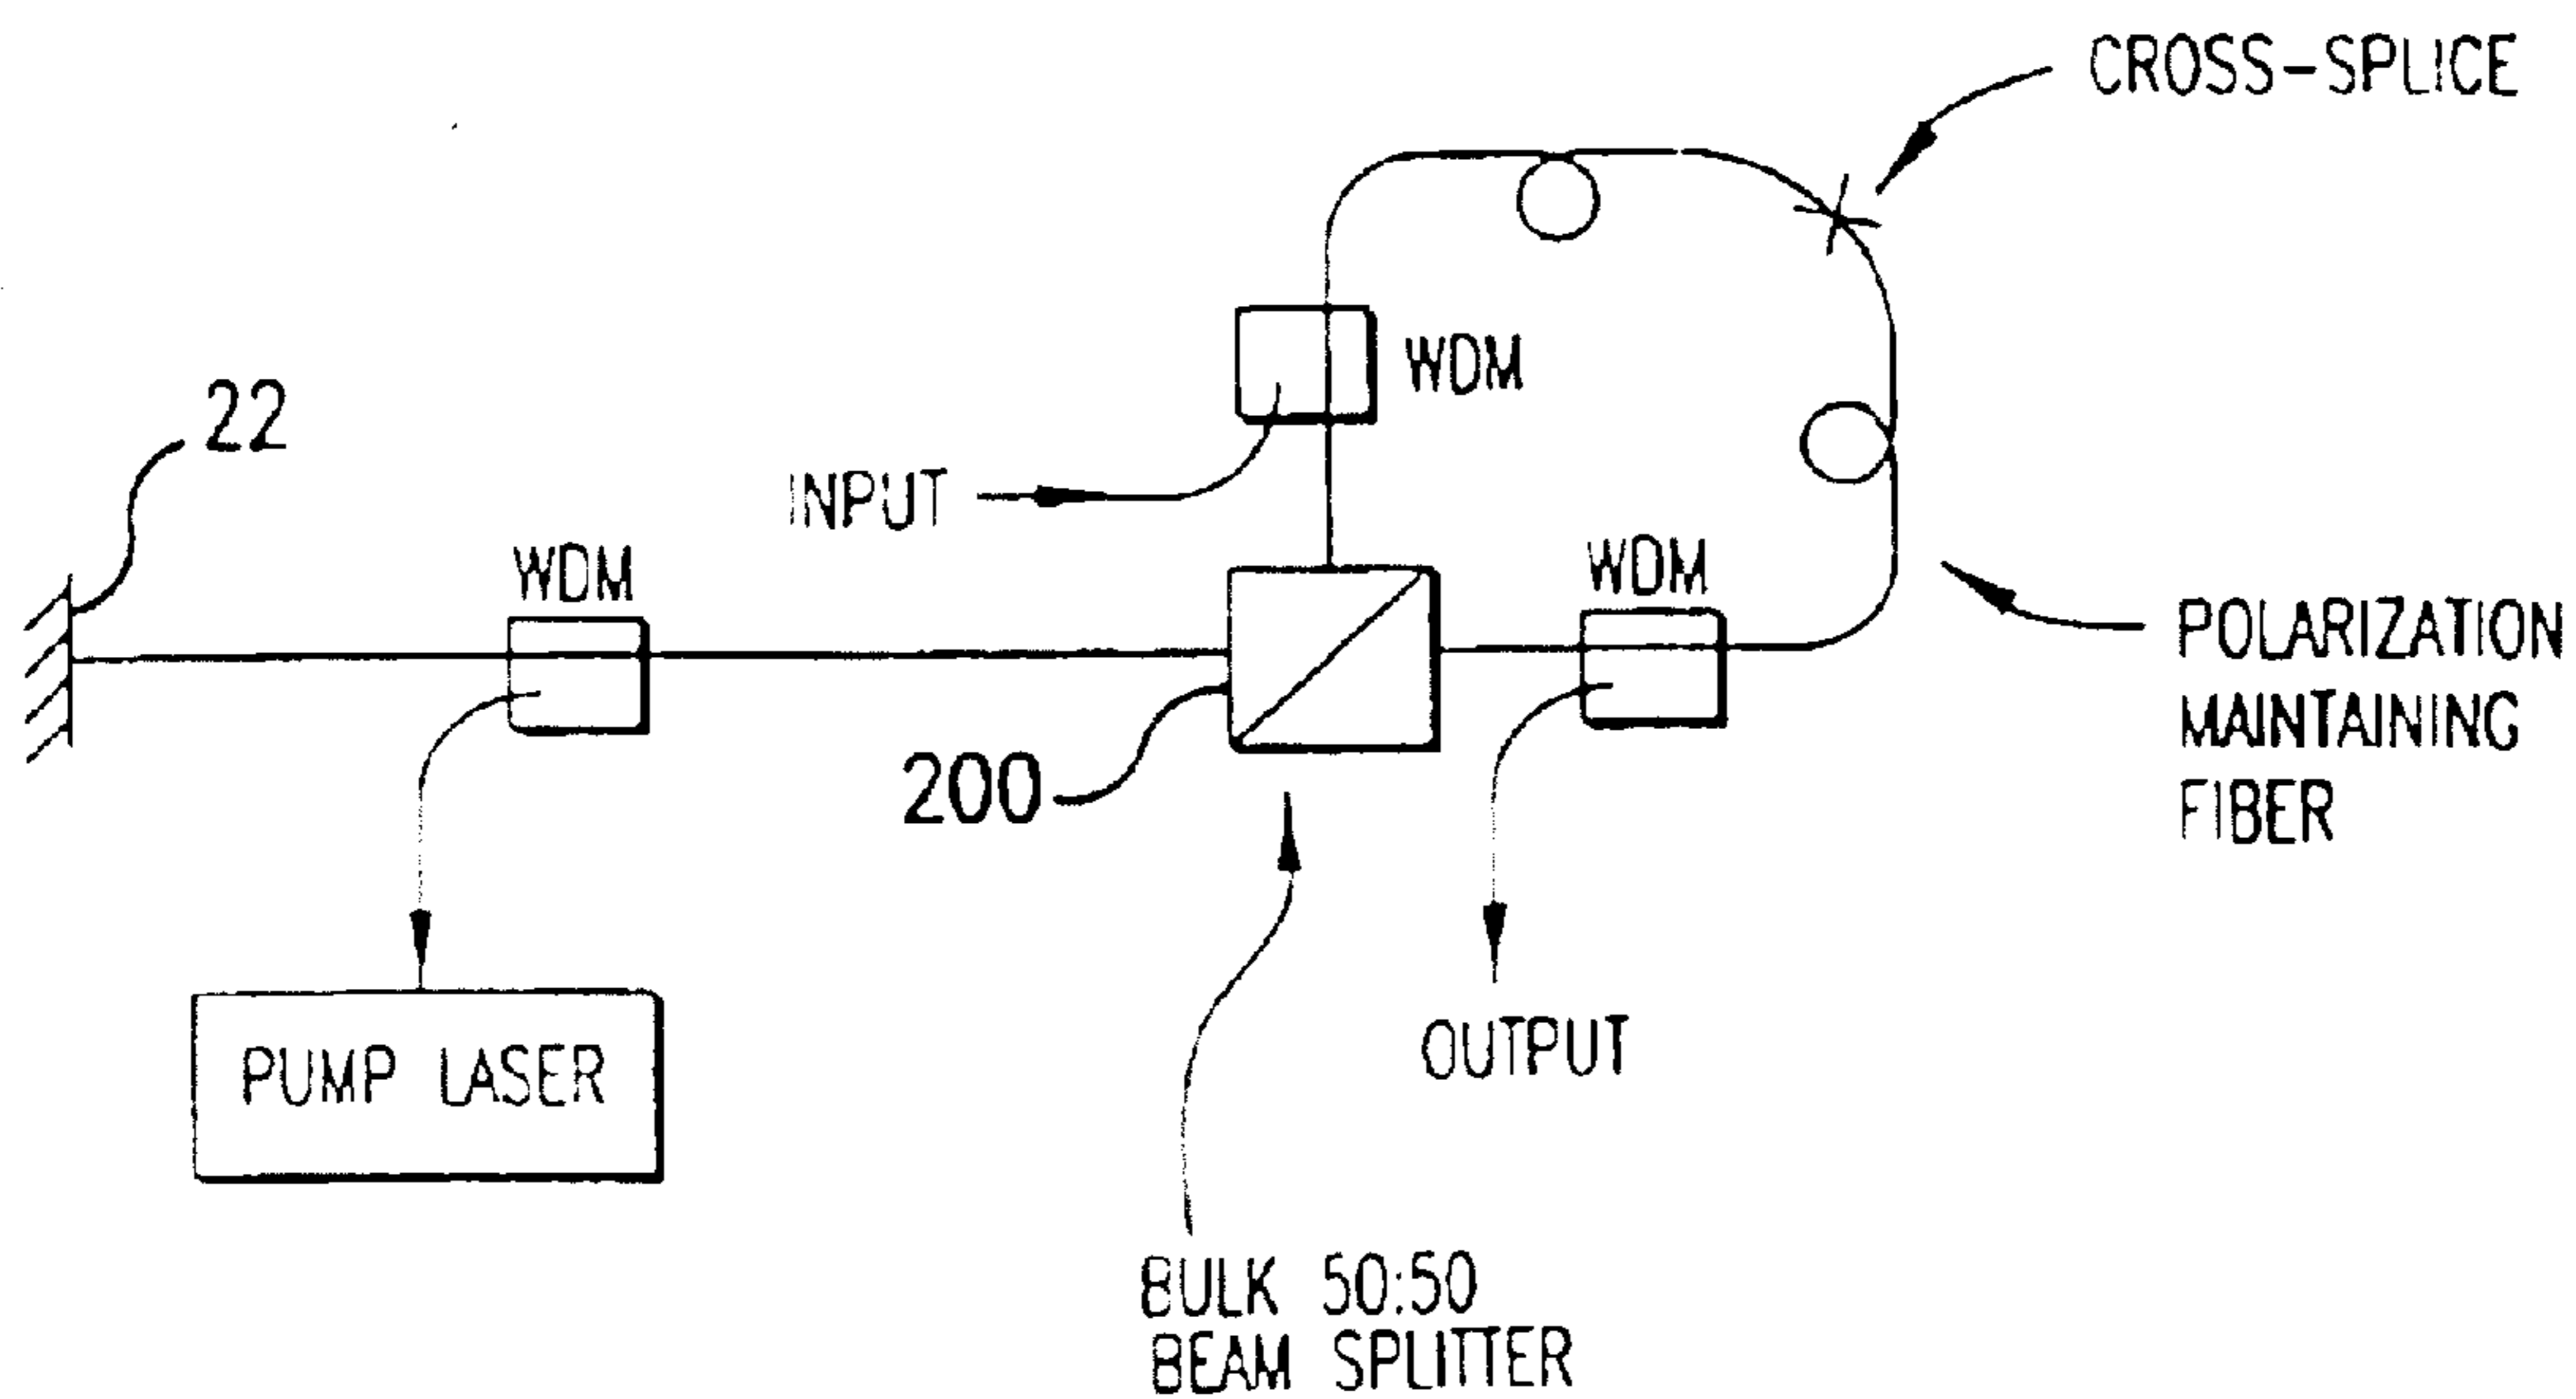 CROSS-SPLICE
WDM
22
INPUT
WDM
WDM
POLARIZATION
MAINTAINING
FIBER
200
OUTPUT
PUMP LASER
BULK 50:50
BEAM SPLITTER